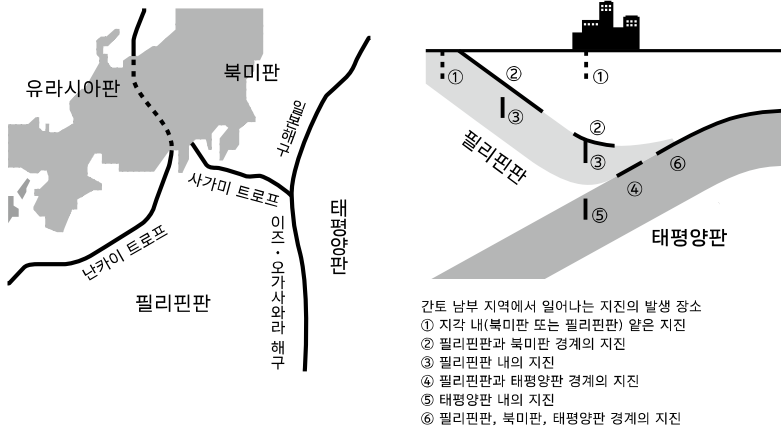 유라시아판
북미판
일본해구
사가미 트로프
태평양판
난카이 트로프
이즈・오가사와라 해구
필리핀판
①
②
①
③
②
필리핀판
③
⑥
④
⑤
태평양판
간토 남부 지역에서 일어나는 지진의 발생 장소
① 지각 내(북미판 또는 필리핀판) 얕은 지진
② 필리핀판과 북미판 경계의 지진
③ 필리핀판 내의 지진
④ 필리핀판과 태평양판 경계의 지진
⑤ 태평양판 내의 지진
⑥ 필리핀판, 북미판, 태평양판 경계의 지진